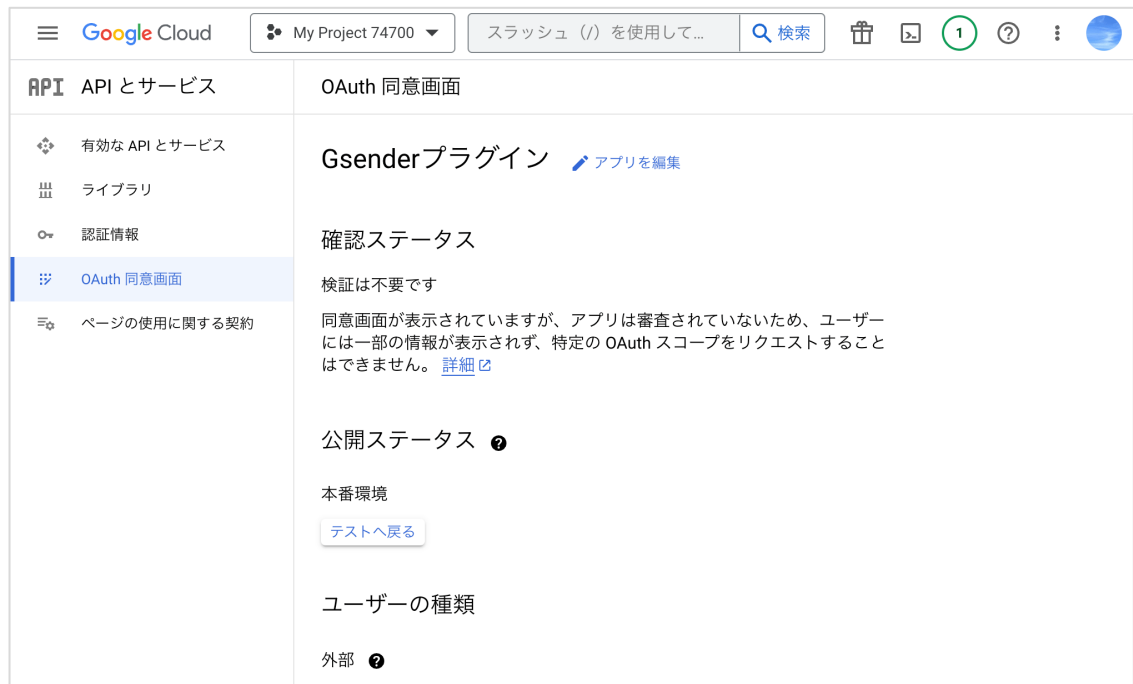 Google Cloud
My Project 74700
スラッシュ（/）を使用して...
検索
1
API API とサービス
OAuth 同意画面
有効な API とサービス
ライブラリ
認証情報
OAuth 同意画面
ページの使用に関する契約
Gsenderプラグイン
アプリを編集
確認ステータス
検証は不要です
同意画面が表示されていますが、アプリは審査されていないため、ユーザー
には一部の情報が表示されず、特定の OAuth スコープをリクエストすること
はできません。 詳細
公開ステータス
本番環境
テストへ戻る
ユーザーの種類
外部